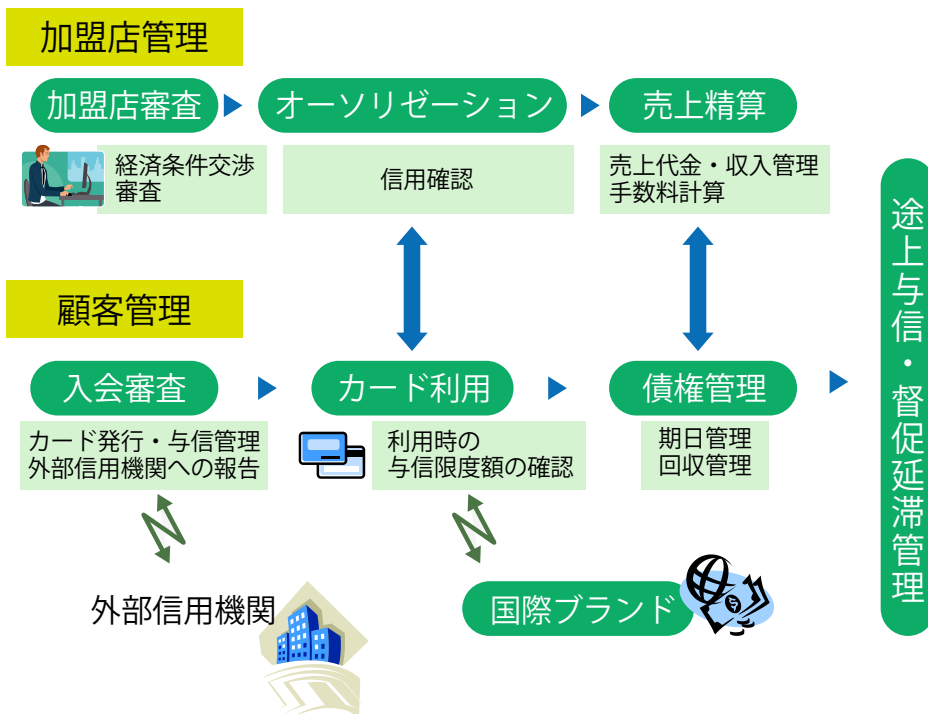 加盟店管理
加盟店審査
オーソリゼーション
売上精算
経済条件交渉
審査
信用確認
売上代金・収入管理
手数料計算
顧客管理
入会審査
カード利用
債権管理
カード発行・与信管理
外部信用機関への報告
利用時の
与信限度額の確認
期日管理
回収管理
外部信用機関
国際ブランド
途上与信・督促延滞管理